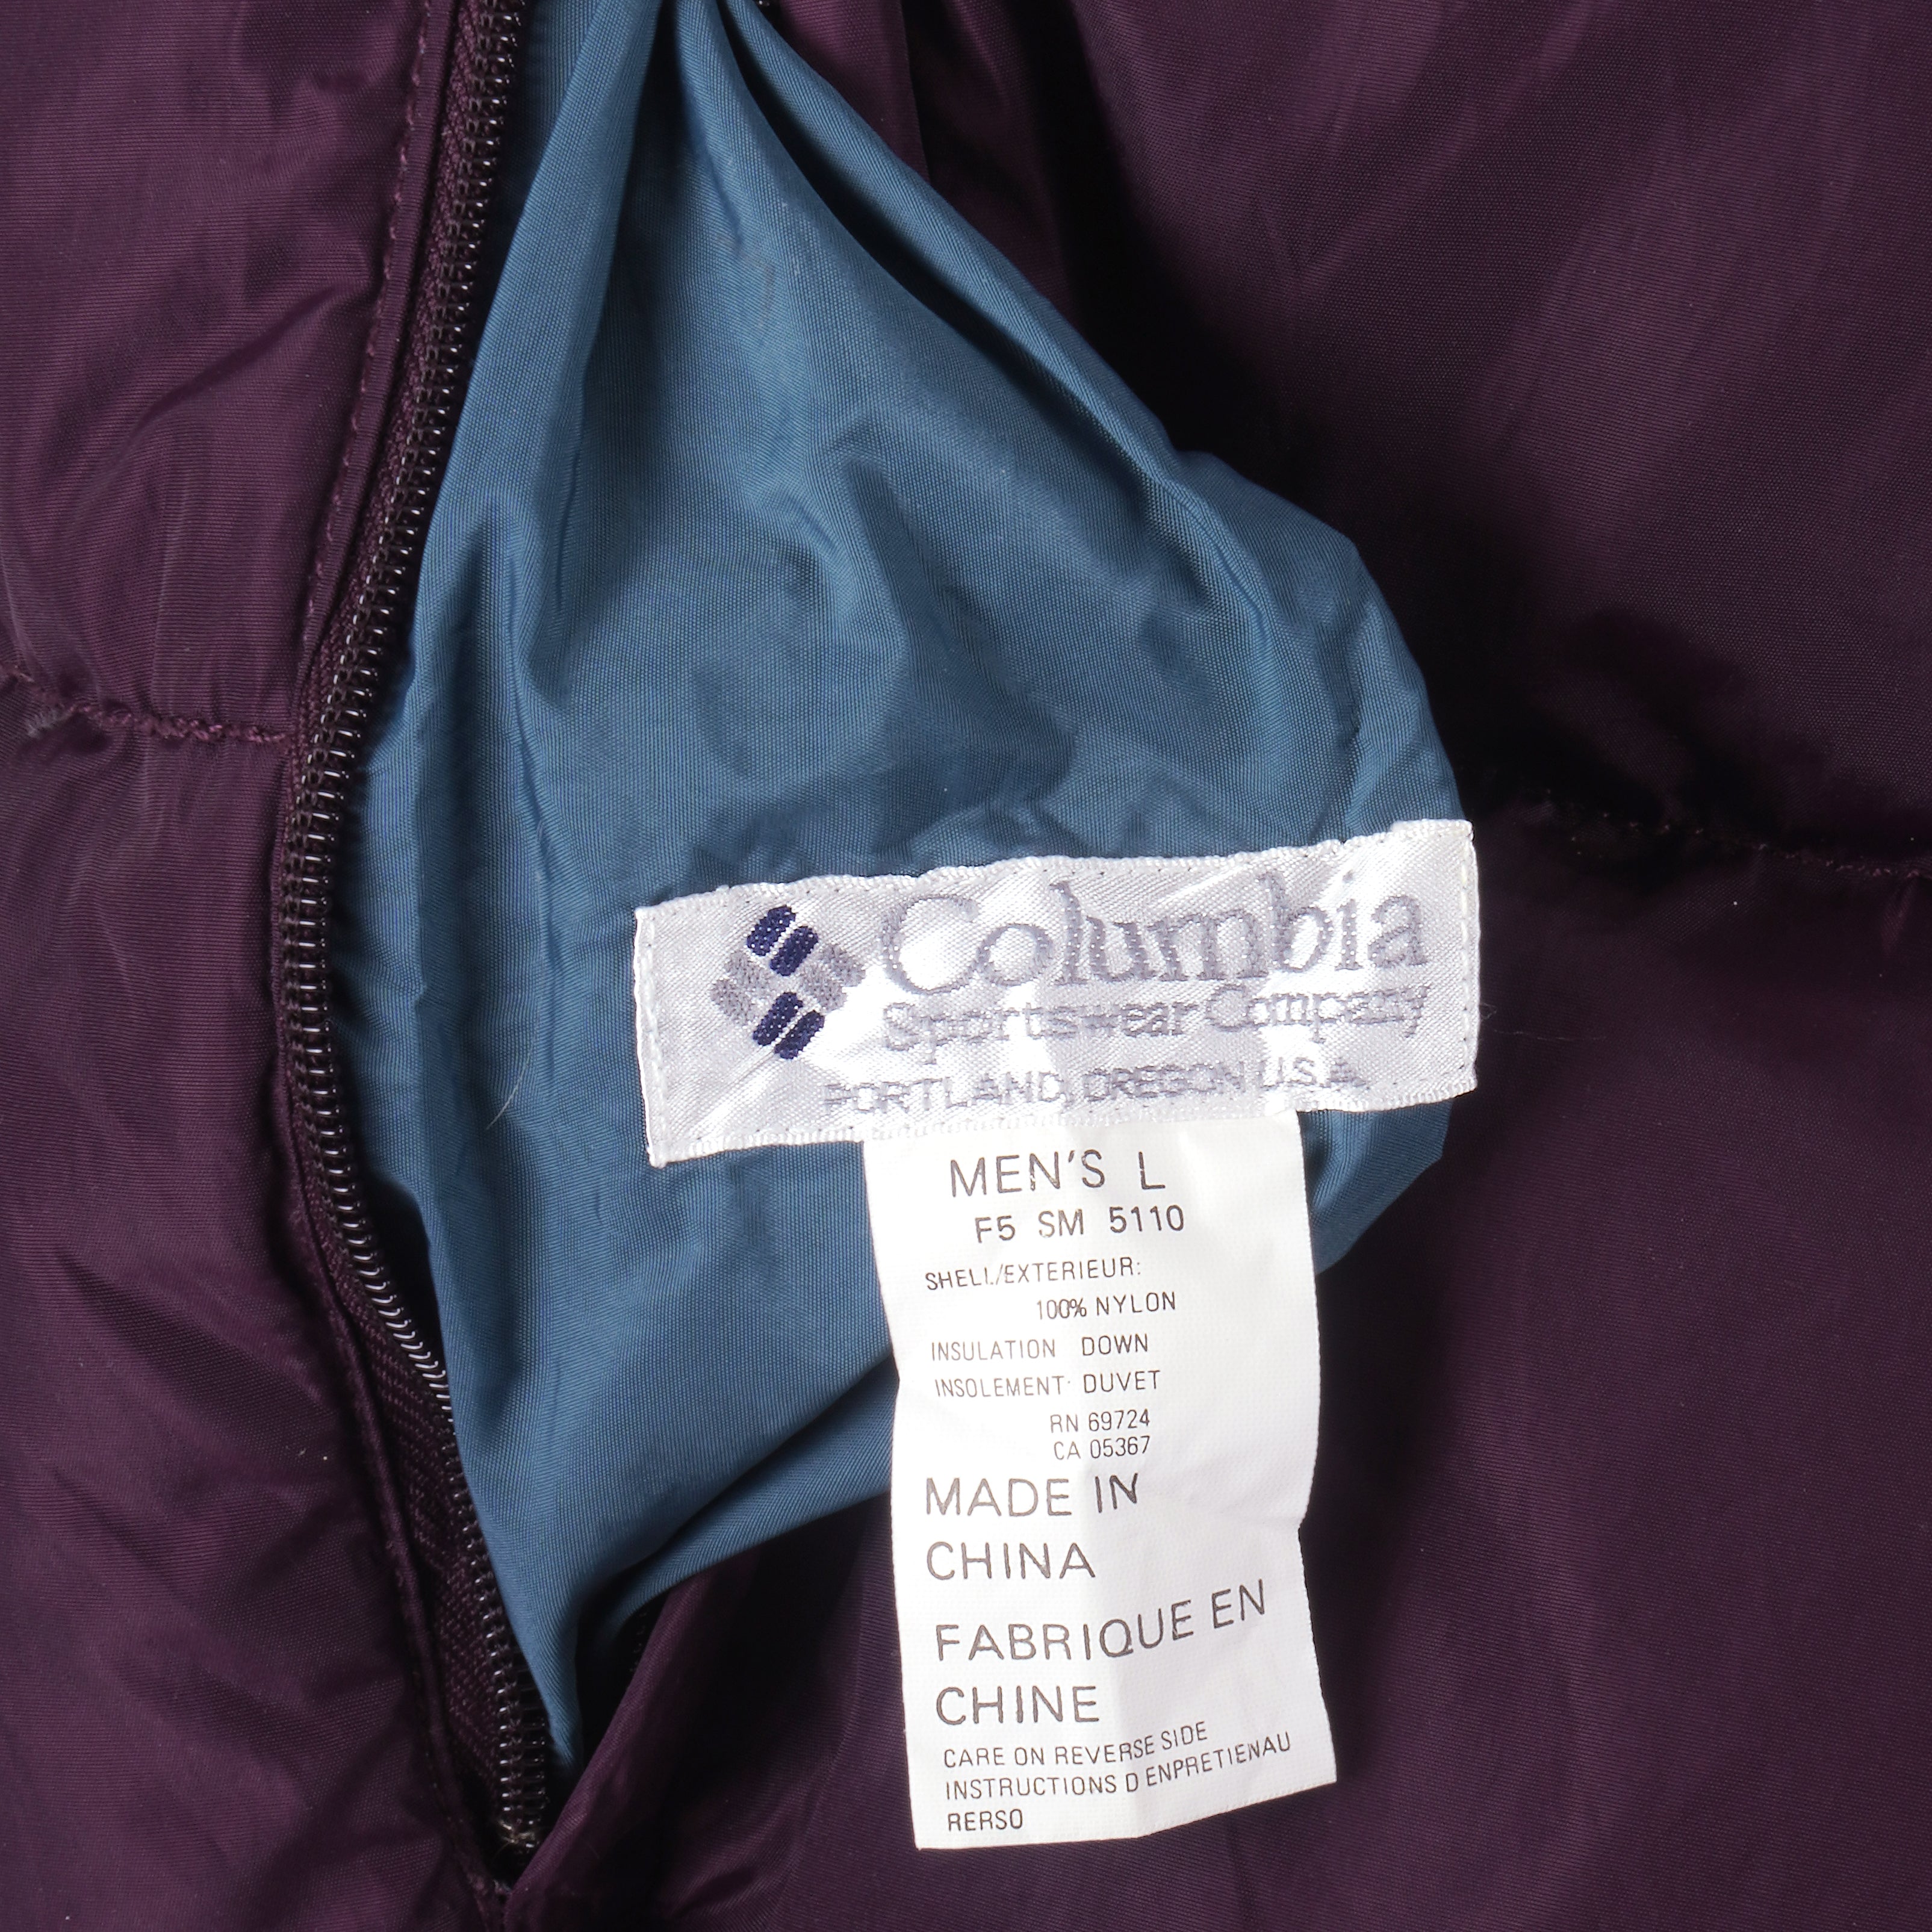 Columbia
Sportswear Company
PORTLAND, OREGON U.S.A.
MEN'S L
F5 SM 5110
SHELL/EXTERIEUR:
100% NYLON
INSULATION DOWN
INSOLEMENT· DUVET
RN 69724
CA 05367
MADE IN
CHINA
FABRIQUE EN
CHINE
CARE ON REVERSE SIDE
INSTRUCTIONS D ENPRETIENAU
RERSO